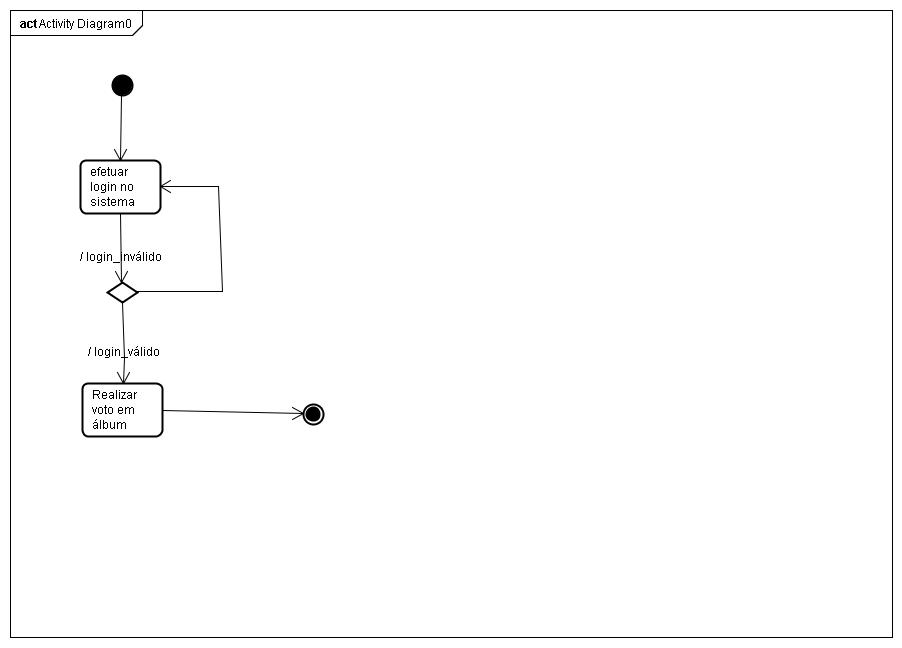 act Activity Diagram0
efetuar
login no
sistema
/ login_inválido
/ login_válido
Realizar
voto em
álbum